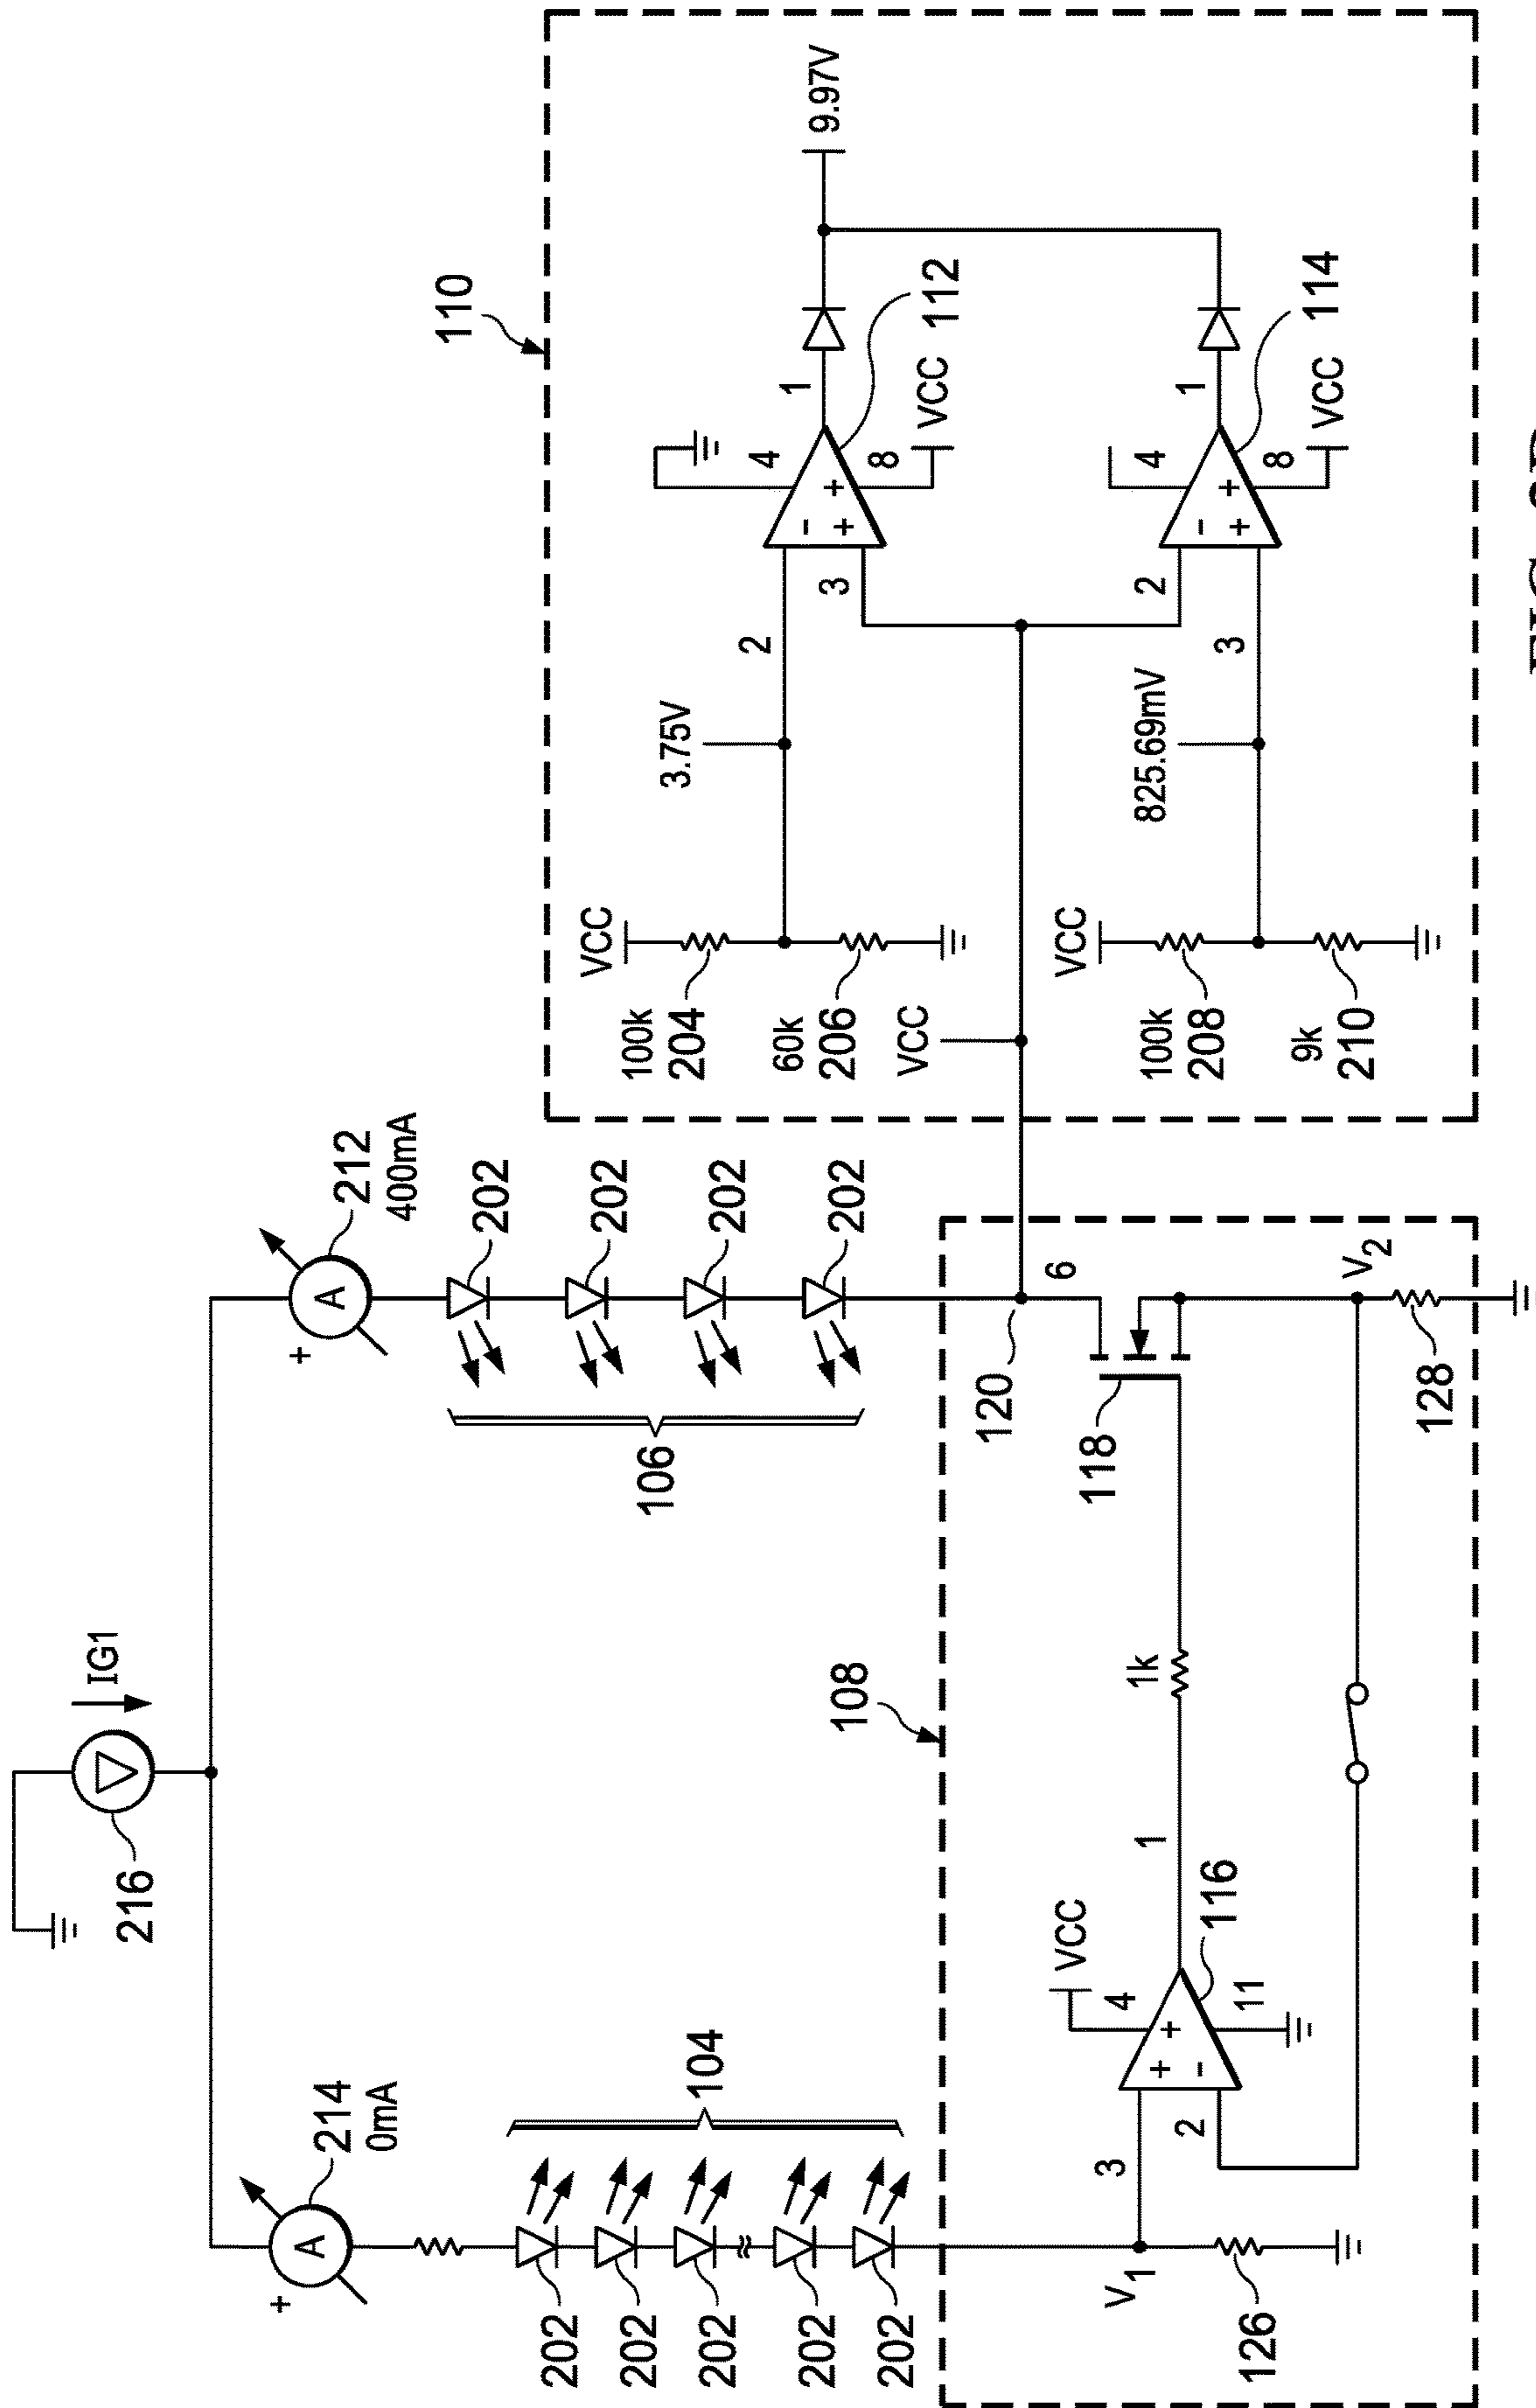 216
IG1
214
0mA
A
+
212
400mA
A
+
110
202
202
202
202
202
104
202
202
202
202
106
120
108
VCC
4
116
3
2
+
-
+
11
1
1k
118
6
V1
126
V2
128
VCC
100k
204
60k
206
VCC
3.75V
2
3
-
+
+
4
8
VCC
1
112
9.97V
VCC
100k
208
9k
210
825.69mV
2
3
-
+
+
4
8
VCC
1
114